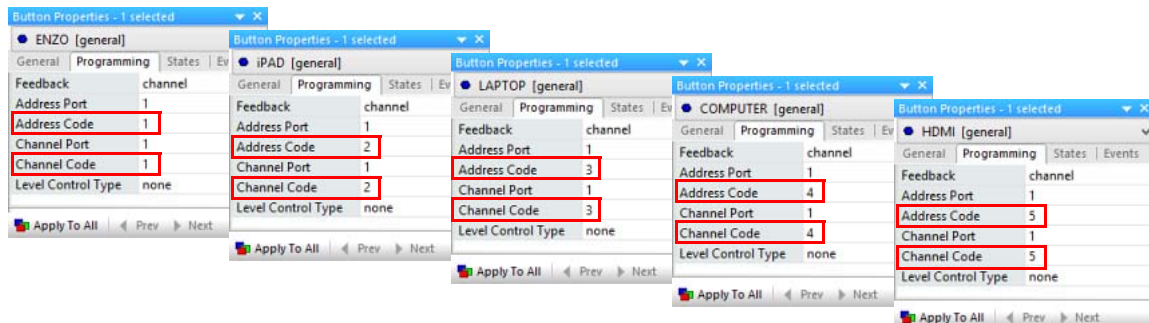 Button Properties - 1 selected
ENZO [general]
General Programming States Ev
Feedback channel
Address Port 1
Address Code 1
Channel Port 1
Channel Code 1
Level Control Type none
Apply To All Prev Next
Button Properties - 1 selected
iPAD [general]
General Programming States Ev
Feedback channel
Address Port 1
Address Code 2
Channel Port 1
Channel Code 2
Level Control Type none
Apply To All Prev Next
Button Properties - 1 selected
LAPTOP [general]
General Programming States Ev
Feedback channel
Address Port 1
Address Code 3
Channel Port 1
Channel Code 3
Level Control Type none
Apply To All Prev Next
Button Properties - 1 selected
COMPUTER [general]
General Programming States Ev
Feedback channel
Address Port 1
Address Code 4
Channel Port 1
Channel Code 4
Level Control Type none
Apply To All Prev Next
Button Properties - 1 selected
HDMI [general]
General Programming States Events
Feedback channel
Address Port 1
Address Code 5
Channel Port 1
Channel Code 5
Level Control Type none
Apply To All Prev Next